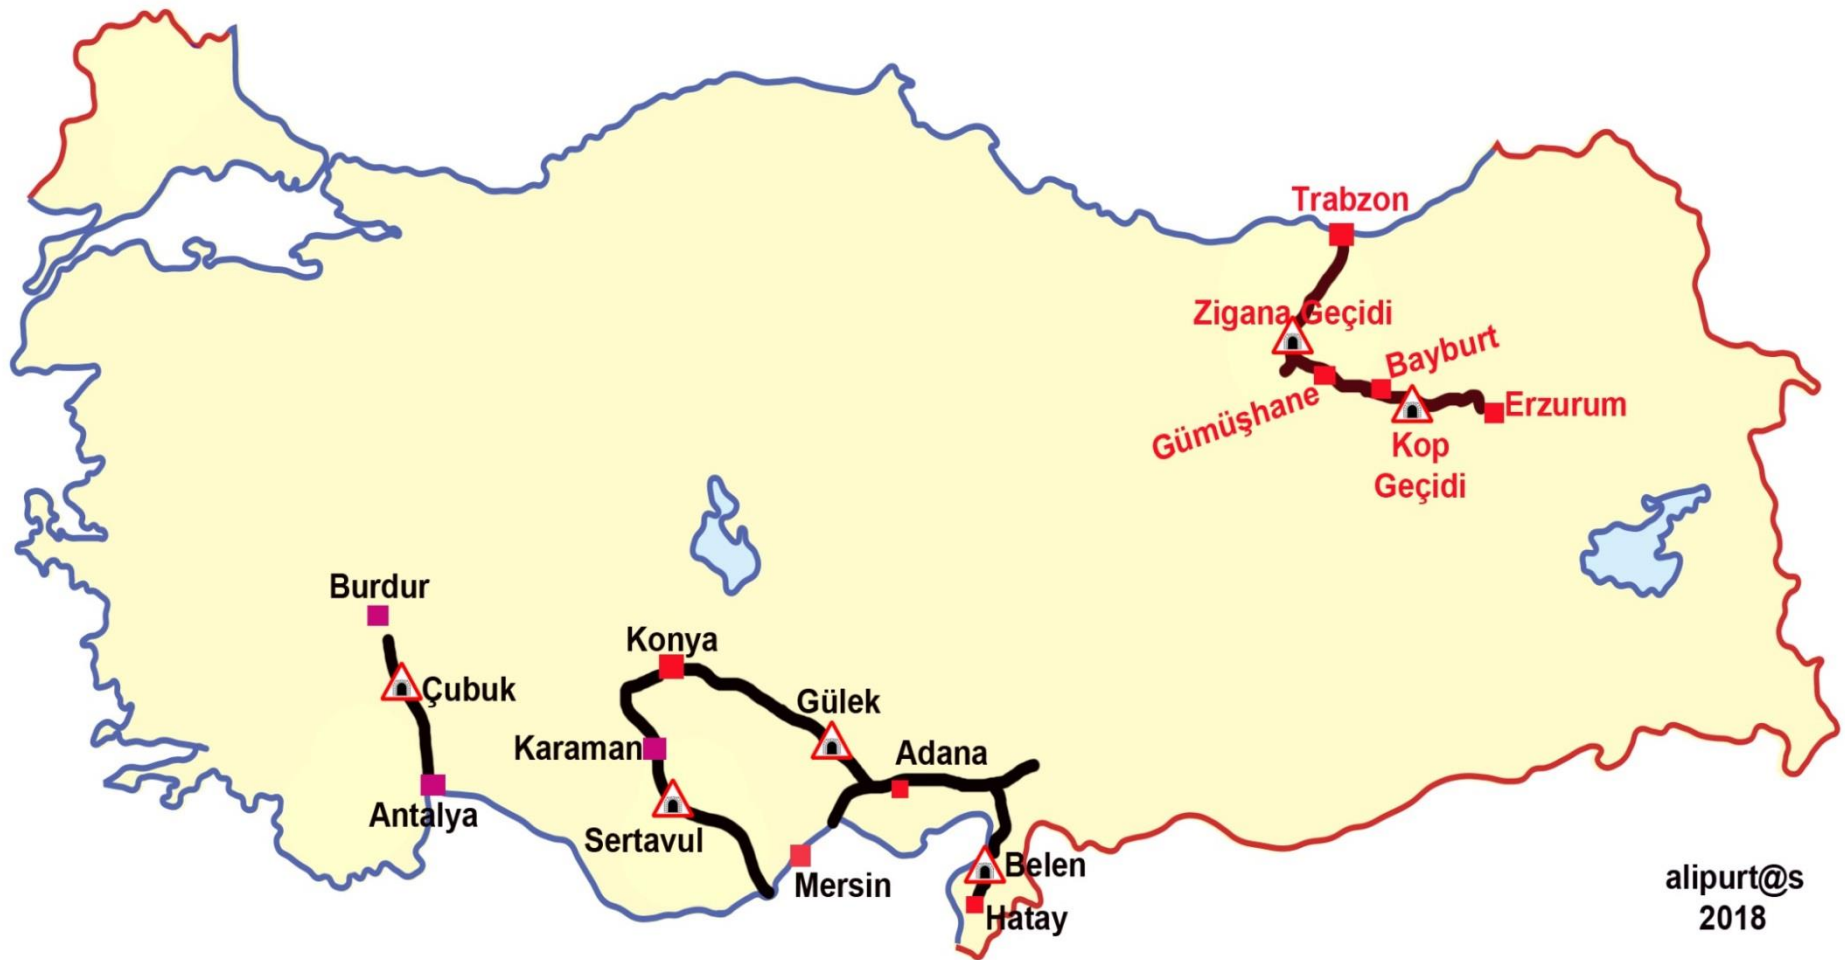 Trabzon
Zigana Geçidi
Bayburt
Gümüşhane
Erzurum
Kop
Geçidi
Burdur
Çubuk
Antalya
Konya
Karaman
Gülek
Adana
Sertavul
Mersin
Belen
Hatay
alipurt@s
2018